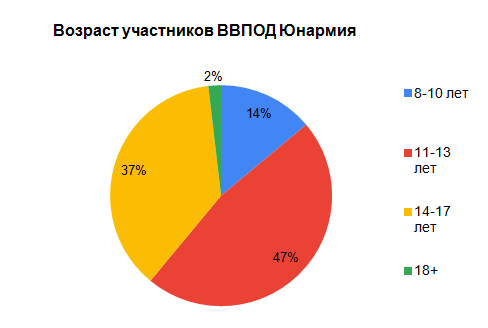 Возраст участников ВВПОД Юнармия
2%
14%
37%
47%
8-10 лет
11-13
лет
14-17
лет
18+